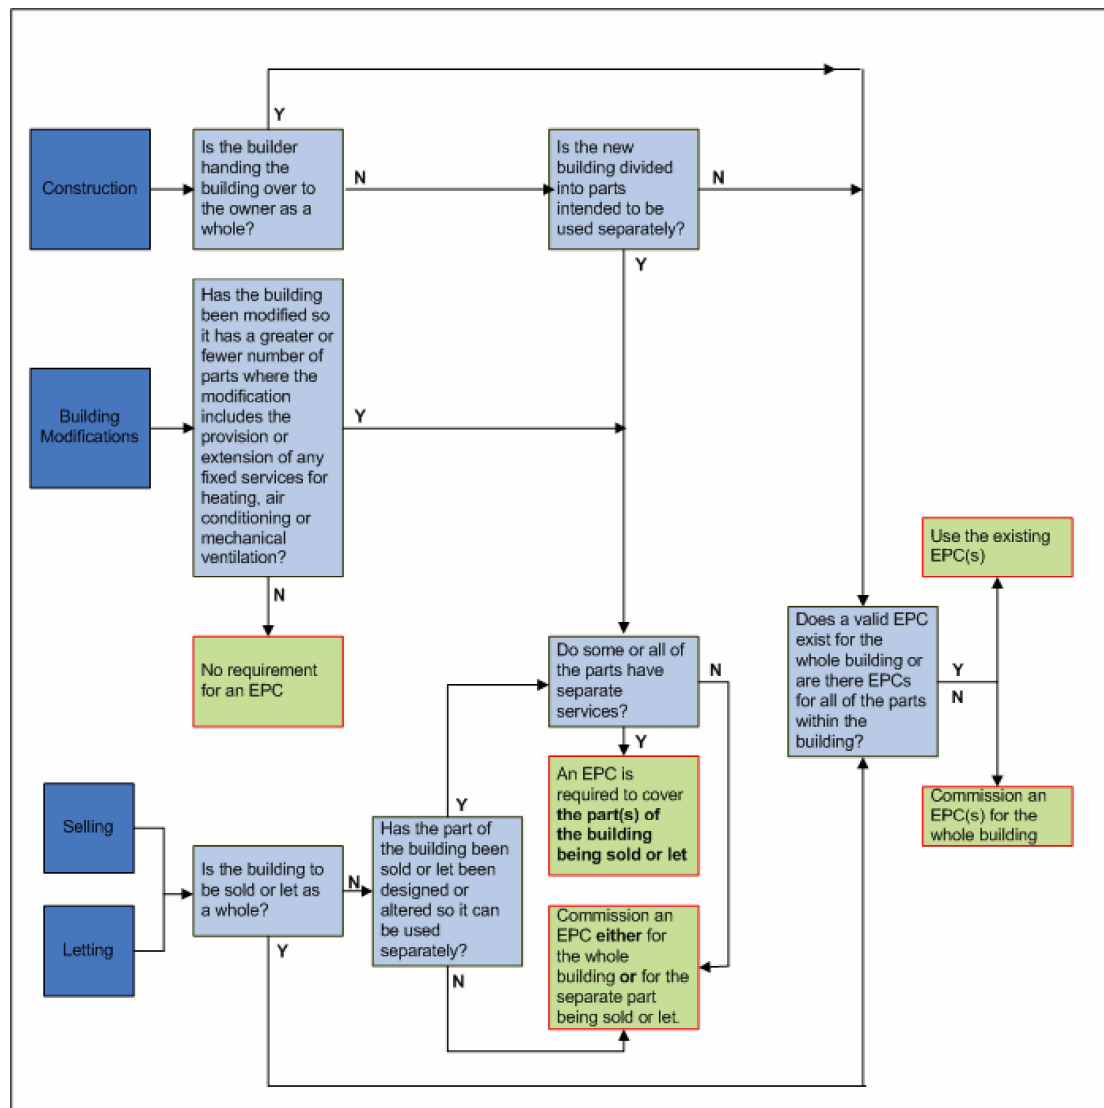 Y
Construction
Is the builder
handing the
building over to
the owner as a
whole?
N
Is the new
building divided
into parts
intended to be
used separately?
N
Y
Building
Modifications
Has the building
been modified so
it has a greater or
fewer number of
parts where the
modification
includes the
provision or
extension of any
fixed services for
heating, air
conditioning or
mechanical
ventilation?
Y
N
No requirement
for an EPC
Use the existing
EPC(s)
Does a valid EPC
exist for the
whole building or
are there EPCs
for all of the parts
within the
building?
Y
N
Commission an
EPC(s) for the
whole building
Do some or all of
the parts have
separate
services?
N
Y
An EPC is
required to cover
the part(s) of
the building
being sold or let
Selling
Letting
Is the building to
be sold or let as
a whole?
N
Y
Y
Has the part of
the building been
sold or let been
designed or
altered so it can
be used
separately?
N
Commission an
EPC either for
the whole
building or for the
separate part
being sold or let.